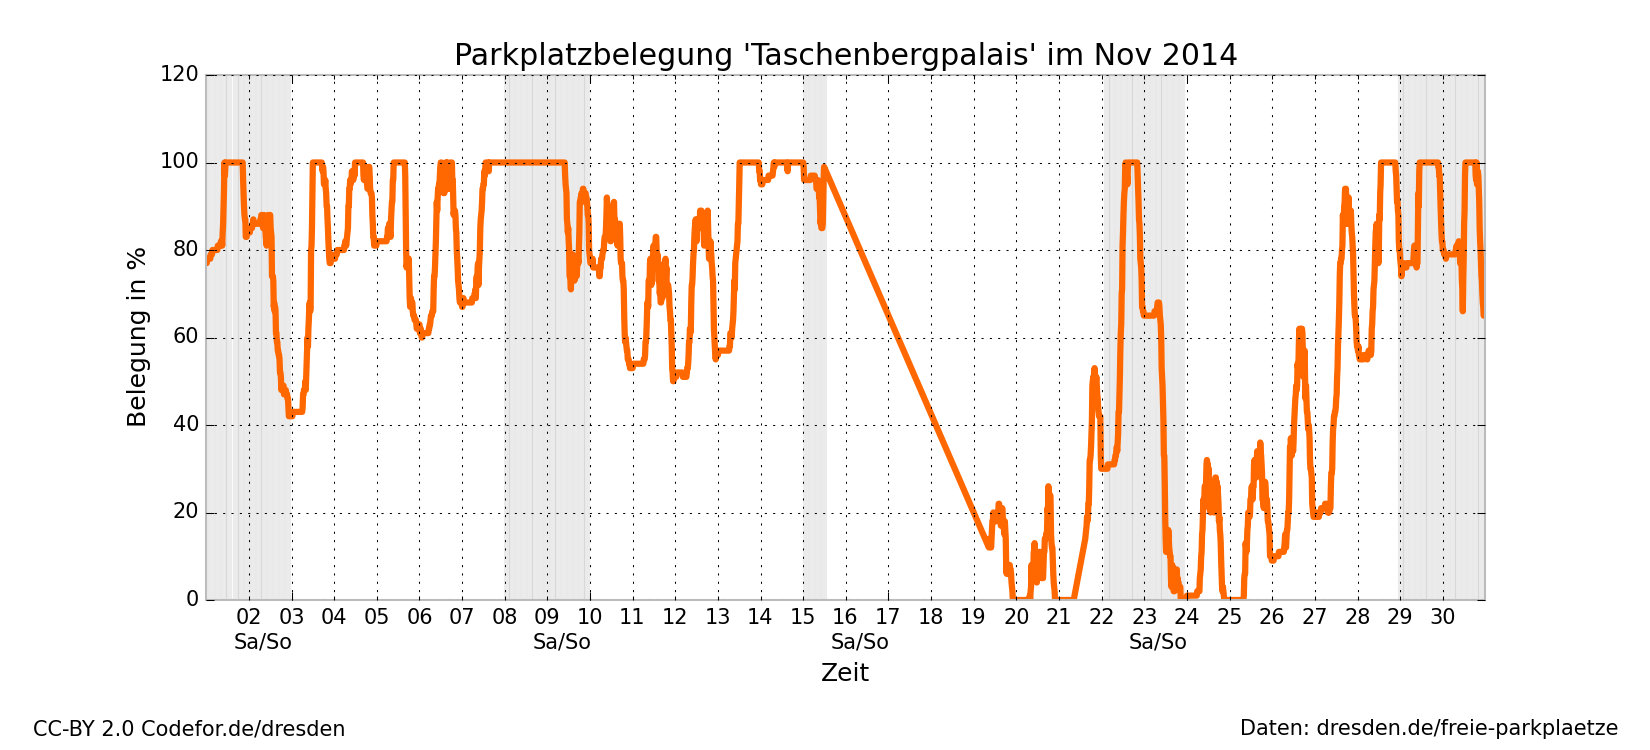 Parkplatzbelegung 'Taschenbergpalais' im Nov 2014
120
100
80
60
40
20
0
Belegung in %
02 03 04 05 06 07 08 09 10 11 12 13 14 15 16 17 18 19 20 21 22 23 24 25 26 27 28 29 30
Sa/So Sa/So Sa/So Sa/So
Zeit
CC-BY 2.0 Codefor.de/dresden
Daten: dresden.de/freie-parkplaetze